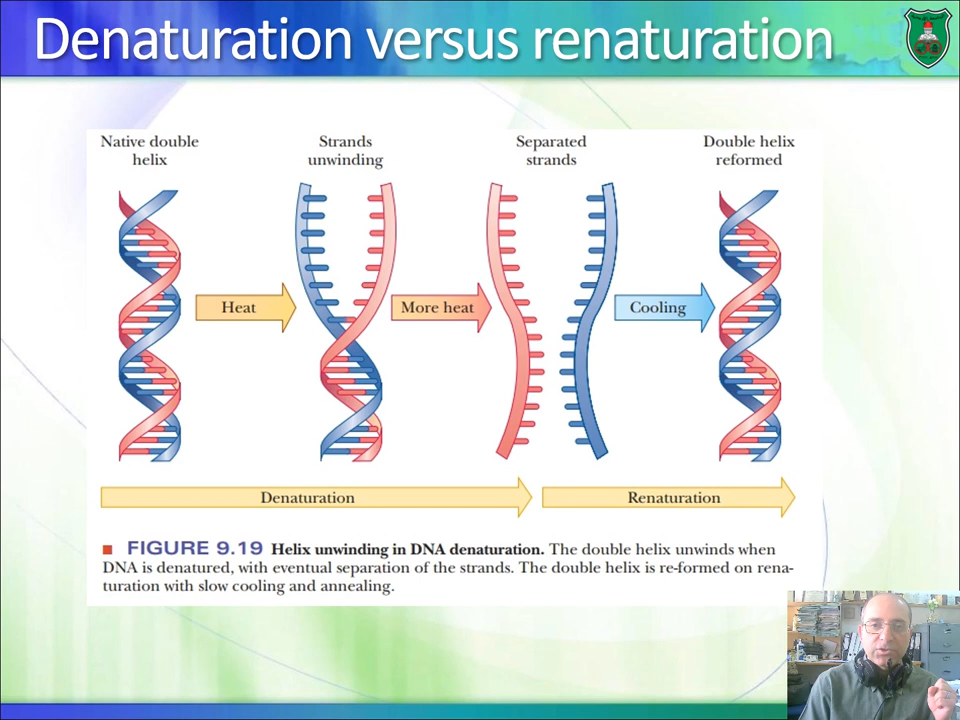 Denaturation versus renaturation
Native double
helix
Strands
unwinding
Separated
strands
Double helix
reformed
Heat
More heat
Cooling
Denaturation
Renaturation
■ FIGURE 9.19 Helix unwinding in DNA denaturation. The double helix unwinds when
DNA is denatured, with eventual separation of the strands. The double helix is re-formed on rena-
turation with slow cooling and annealing.